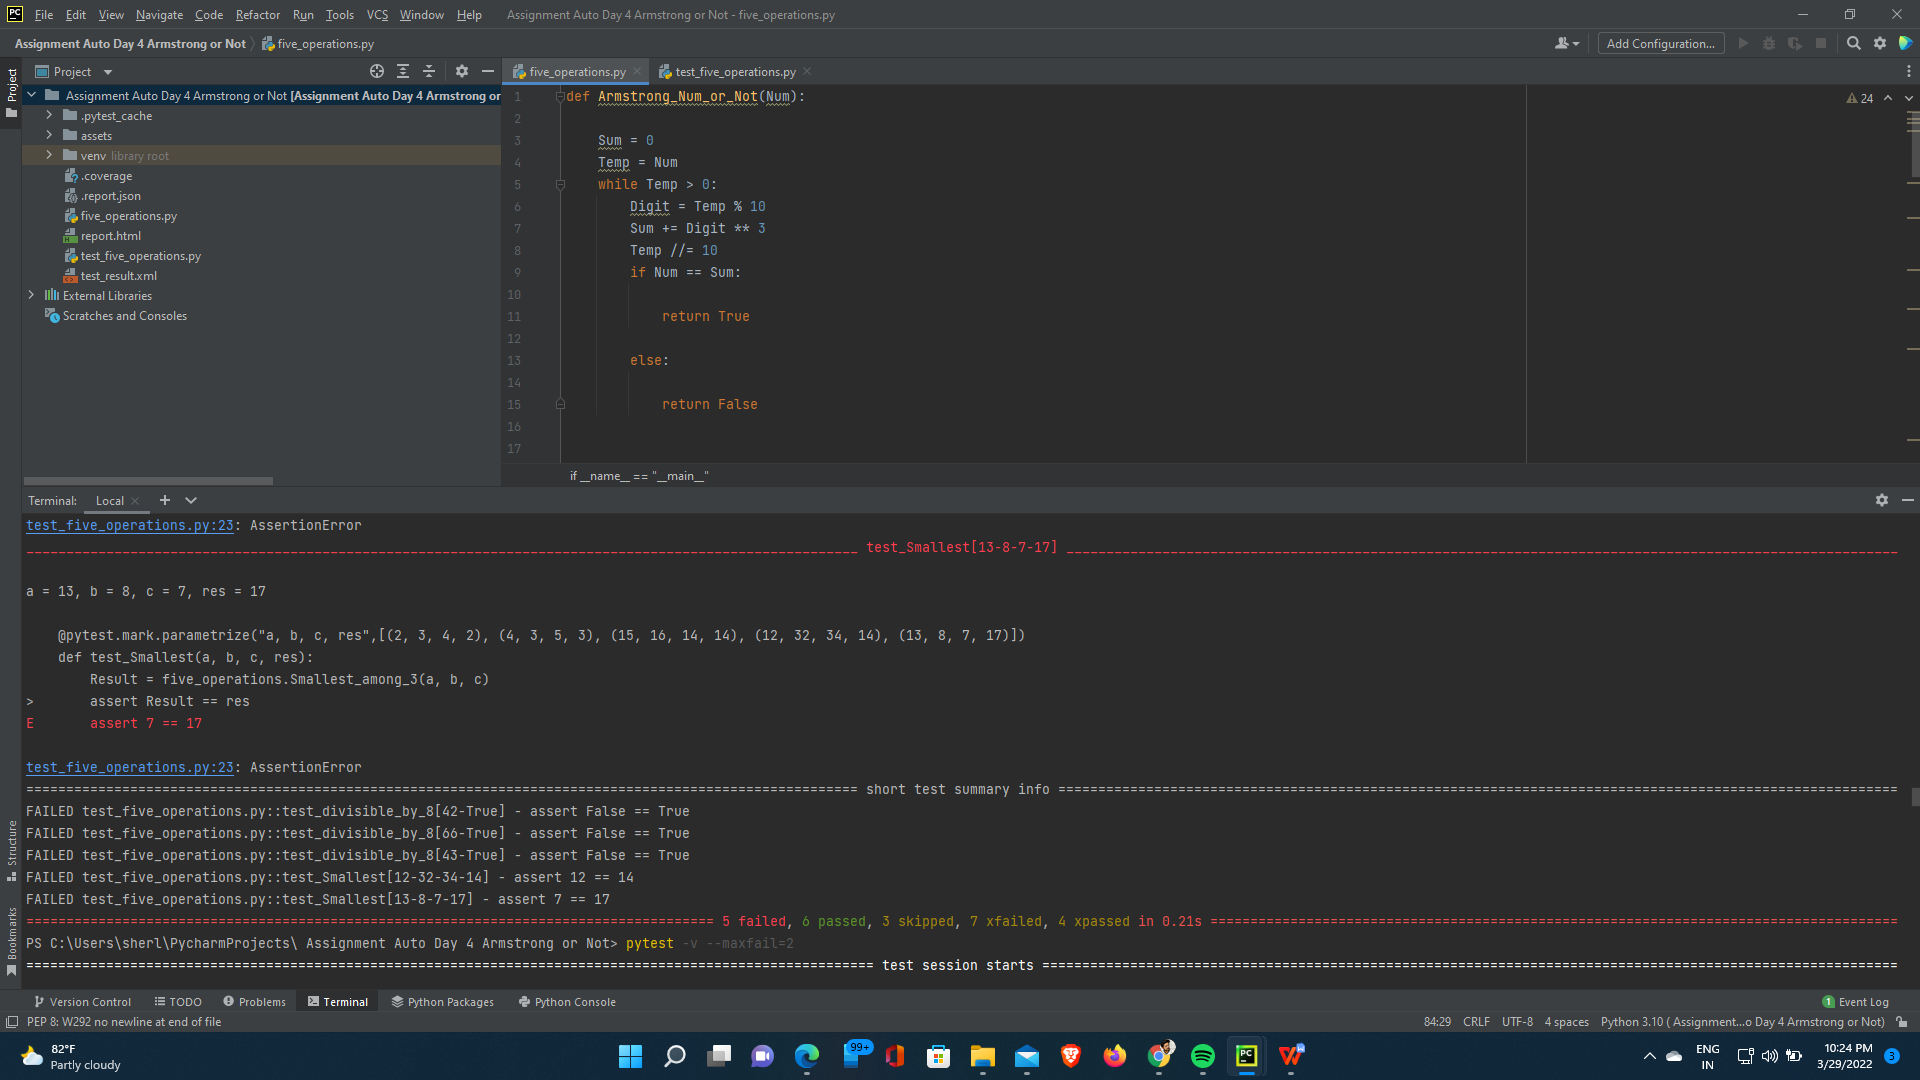 PC File Edit View Navigate Code Refactor Run Tools VCS Window Help Assignment Auto Day 4 Armstrong or Not - five_operations.py
Assignment Auto Day 4 Armstrong or Not five_operations.py Add Configuration...
Project
Project
five_operations.py test_five_operations.py
Assignment Auto Day 4 Armstrong or Not [Assignment Auto Day 4 Armstrong or
.pytest_cache
assets
venv library root
.coverage
.report.json
five_operations.py
report.html
test_five_operations.py
test_result.xml
External Libraries
Scratches and Consoles
24
1 def Armstrong_Num_or_Not(Num):
2
3 Sum = 0
4 Temp = Num
5 while Temp > 0:
6 Digit = Temp % 10
7 Sum += Digit ** 3
8 Temp //= 10
9 if Num == Sum:
10
11 return True
12
13 else:
14
15 return False
16
17
if __name__ == "__main__"
Terminal: Local
test_five_operations.py:23: AssertionError
test_Smallest[13-8-7-17]
a = 13, b = 8, c = 7, res = 17
@pytest.mark.parametrize("a, b, c, res",[(2, 3, 4, 2), (4, 3, 5, 3), (15, 16, 14, 14), (12, 32, 34, 14), (13, 8, 7, 17)])
def test_Smallest(a, b, c, res):
Result = five_operations.Smallest_among_3(a, b, c)
> assert Result == res
E assert 7 == 17
test_five_operations.py:23: AssertionError
short test summary info
FAILED test_five_operations.py::test_divisible_by_8[42-True] - assert False == True
FAILED test_five_operations.py::test_divisible_by_8[66-True] - assert False == True
FAILED test_five_operations.py::test_divisible_by_8[43-True] - assert False == True
FAILED test_five_operations.py::test_Smallest[12-32-34-14] - assert 12 == 14
FAILED test_five_operations.py::test_Smallest[13-8-7-17] - assert 7 == 17
5 failed, 6 passed, 3 skipped, 7 xfailed, 4 xpassed in 0.21s
PS C:\Users\sherl\PycharmProjects\ Assignment Auto Day 4 Armstrong or Not> pytest -v --maxfail=2
test session starts
Structure
Bookmarks
Version Control TODO Problems Terminal Python Packages Python Console 1 Event Log
PEP 8: W292 no newline at end of file 84:29 CRLF UTF-8 4 spaces Python 3.10 ( Assignment...o Day 4 Armstrong or Not)
82°F
Partly cloudy
99+
PC
ENG
IN
10:24 PM
3/29/2022
3